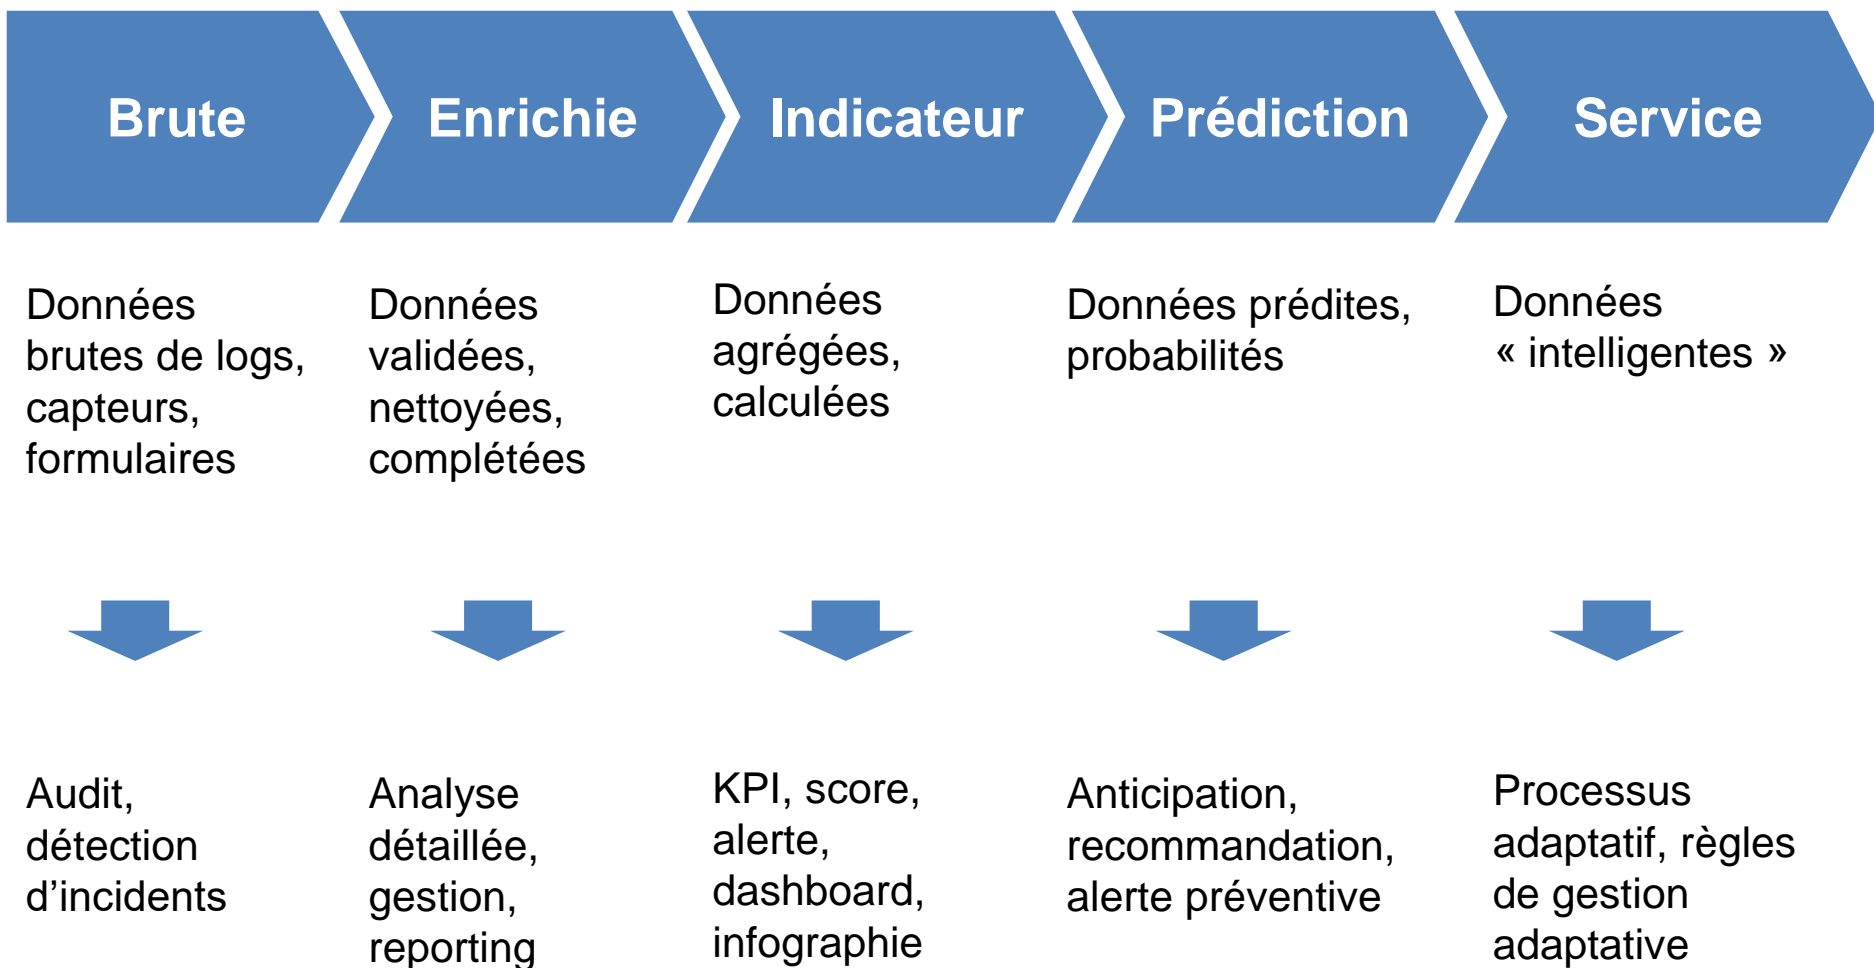 Brute
Enrichie
Indicateur
Prédiction
Service
Données
brutes de logs,
capteurs,
formulaires
Données
validées,
nettoyées,
complétées
Données
agrégées,
calculées
Données prédites,
probabilités
Données
« intelligentes »
Audit,
détection
d’incidents
Analyse
détaillée,
gestion,
reporting
KPI, score,
alerte,
dashboard,
infographie
Anticipation,
recommandation,
alerte préventive
Processus
adaptatif, règles
de gestion
adaptative